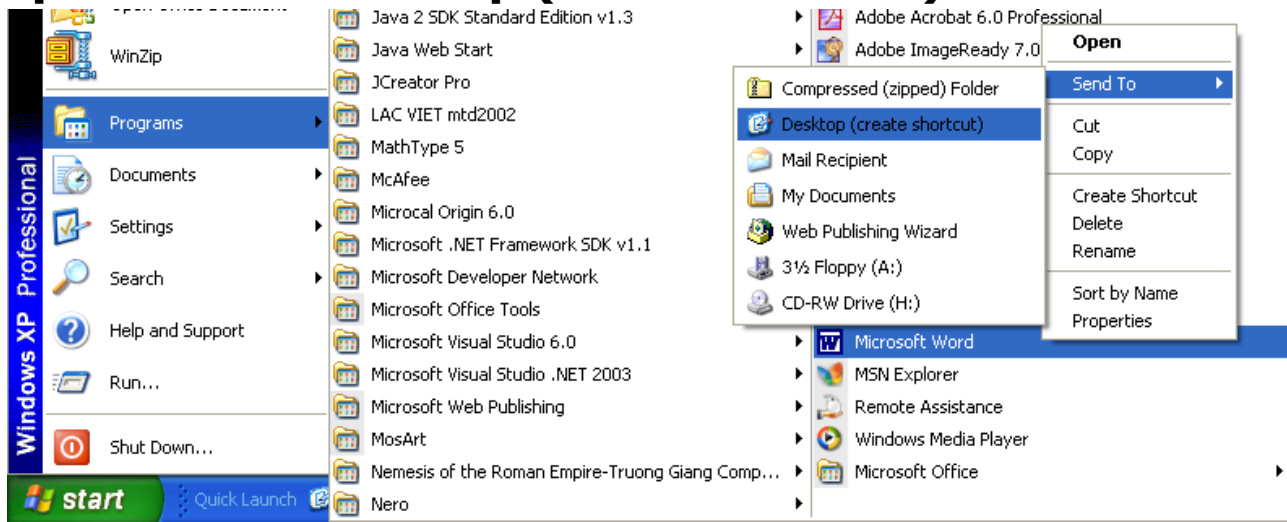 WinZip
Programs
Documents
Settings
Search
Help and Support
Run...
Shut Down...
Windows XP Professional
start
Quick Launch
Java 2 SDK Standard Edition v1.3
Java Web Start
JCreator Pro
LAC VIET mtd2002
MathType 5
McAfee
Microcal Origin 6.0
Microsoft .NET Framework SDK v1.1
Microsoft Developer Network
Microsoft Office Tools
Microsoft Visual Studio 6.0
Microsoft Visual Studio .NET 2003
Microsoft Web Publishing
MosArt
Nemesis of the Roman Empire-Truong Giang Comp...
Nero
Adobe Acrobat 6.0 Professional
Adobe ImageReady 7.0
Microsoft Word
MSN Explorer
Remote Assistance
Windows Media Player
Microsoft Office
Open
Send To
Cut
Copy
Create Shortcut
Delete
Rename
Sort by Name
Properties
Compressed (zipped) Folder
Desktop (create shortcut)
Mail Recipient
My Documents
Web Publishing Wizard
3½ Floppy (A:)
CD-RW Drive (H:)